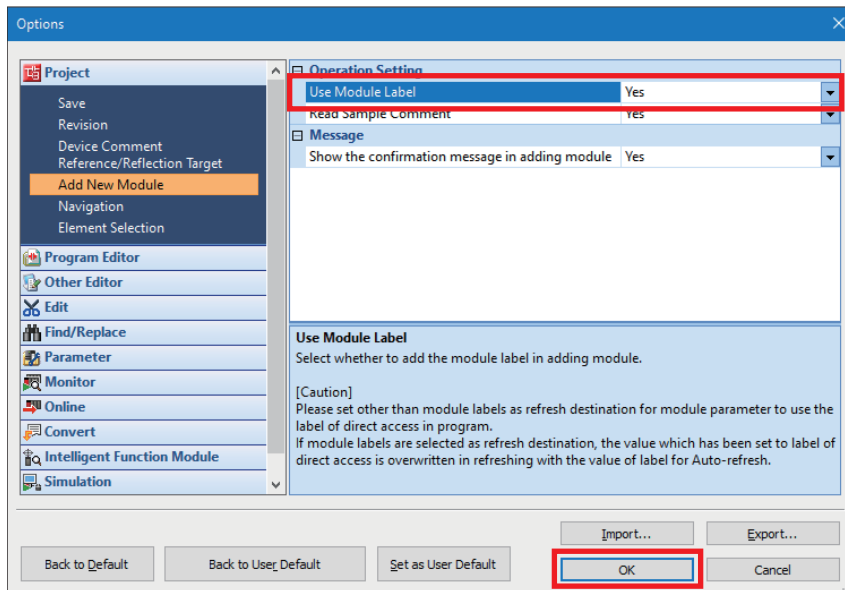 Options
Project
Save
Revision
Device Comment
Reference/Reflection Target
Add New Module
Navigation
Element Selection
Program Editor
Other Editor
Edit
Find/Replace
Parameter
Monitor
Online
Convert
Intelligent Function Module
Simulation
Operation Setting
Use Module Label Yes
Read Sample Comment Yes
Message
Show the confirmation message in adding module Yes
Use Module Label
Select whether to add the module label in adding module.
[Caution]
Please set other than module labels as refresh destination for module parameter to use the
label of direct access in program.
If module labels are selected as refresh destination, the value which has been set to label of
direct access is overwritten in refreshing with the value of label for Auto-refresh.
Import... Export...
Back to Default Back to User Default Set as User Default OK Cancel